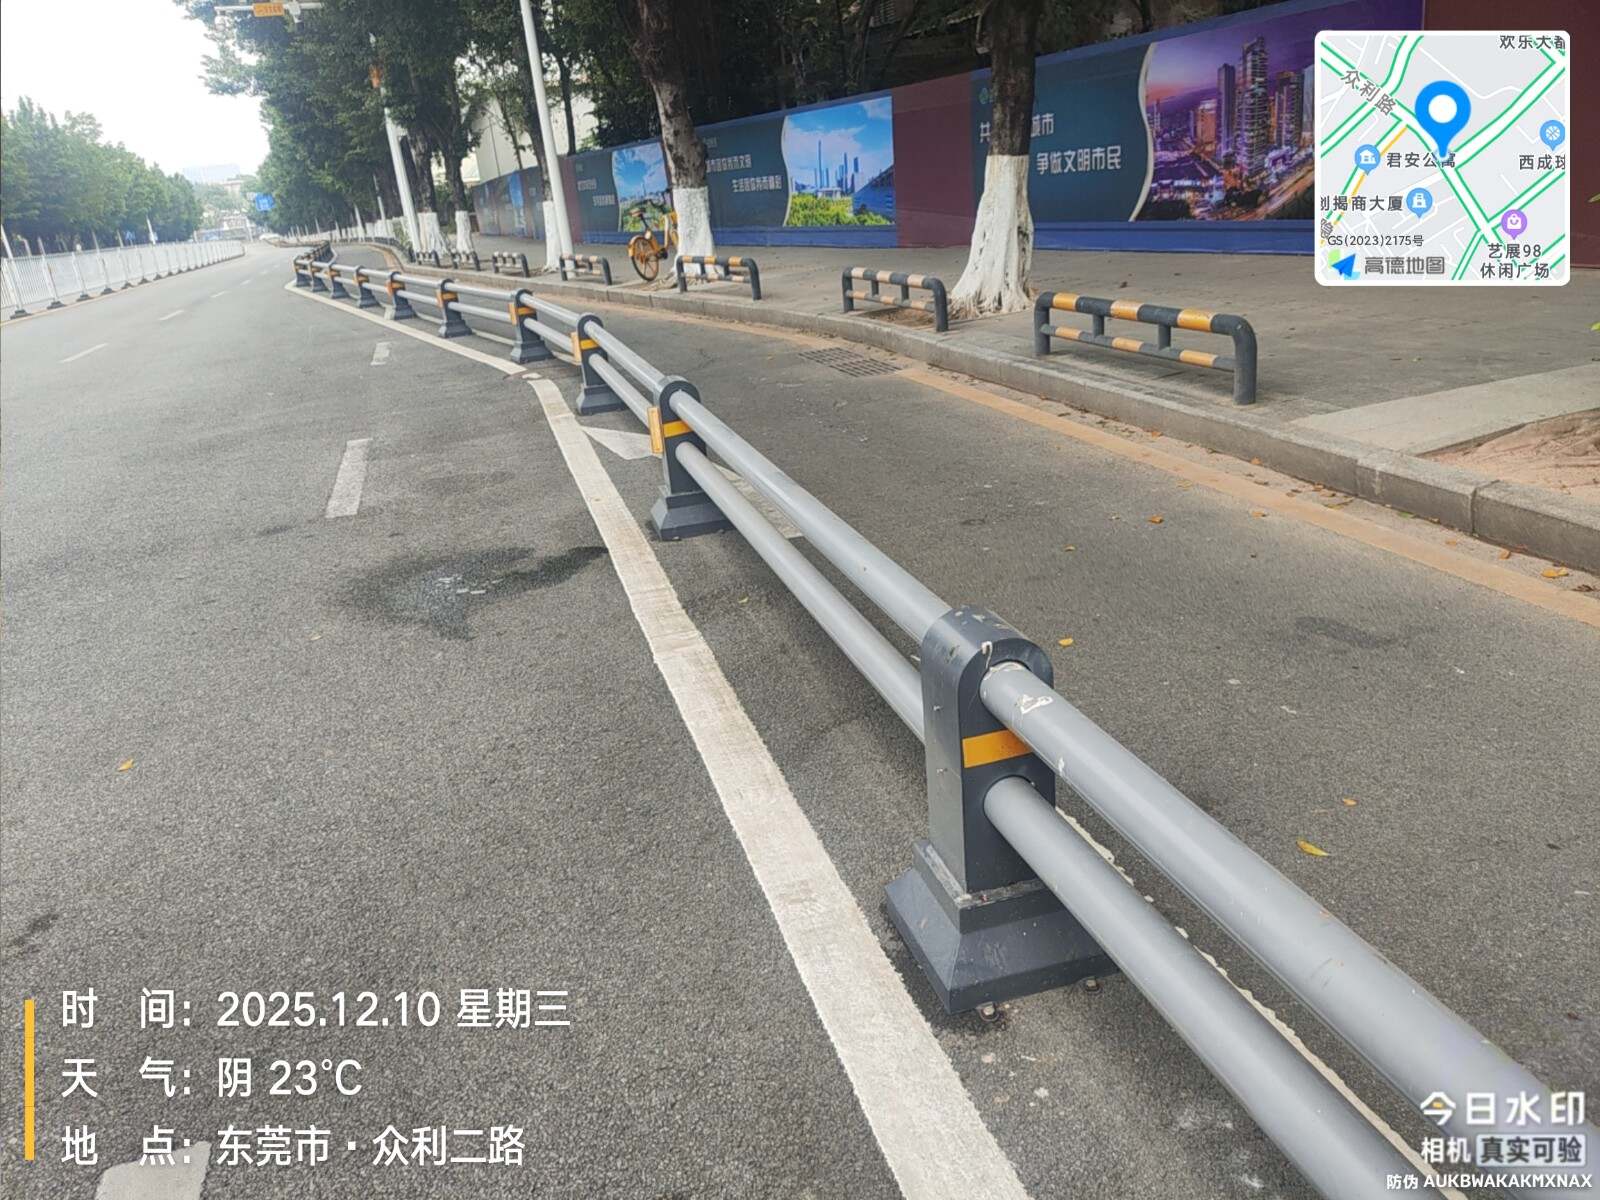 欢乐大都
众利路
君安公寓
西成球
创揭商大厦
GS(2023)2175号
高德地图
艺展98
休闲广场
争做文明市民
时 间: 2025.12.10 星期三
天 气: 阴 23℃
地 点: 东莞市·众利二路
今日水印
相机 真实可验
防伪 AUKBWAKAKMXNAX